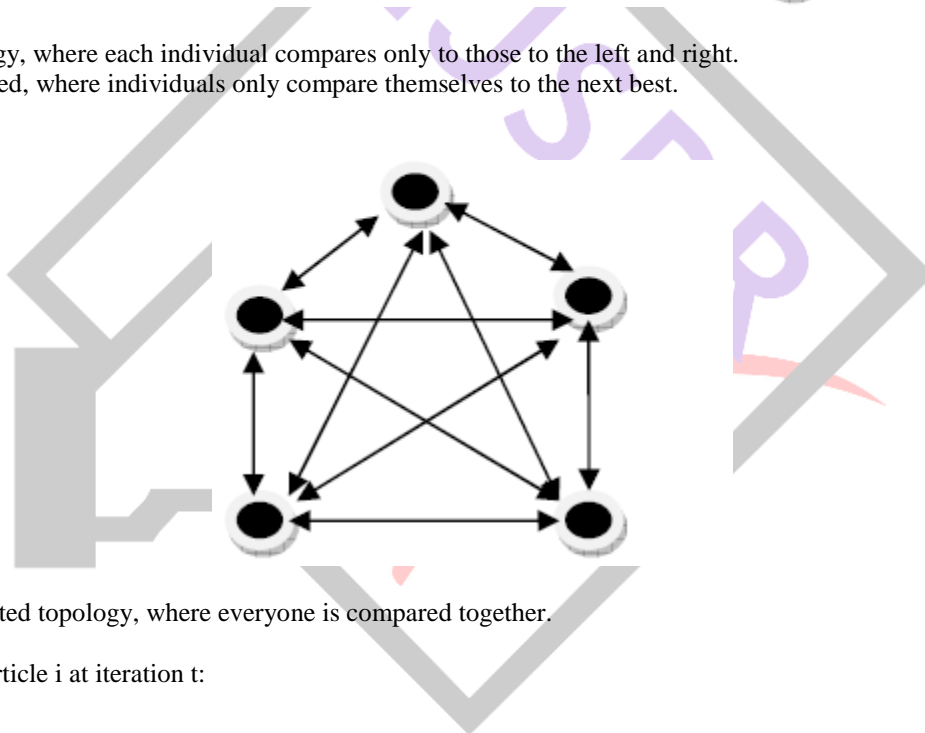 gy, where each individual compares only to those to the left and right.
ed, where individuals only compare themselves to the next best.
ted topology, where everyone is compared together.
rticle i at iteration t: